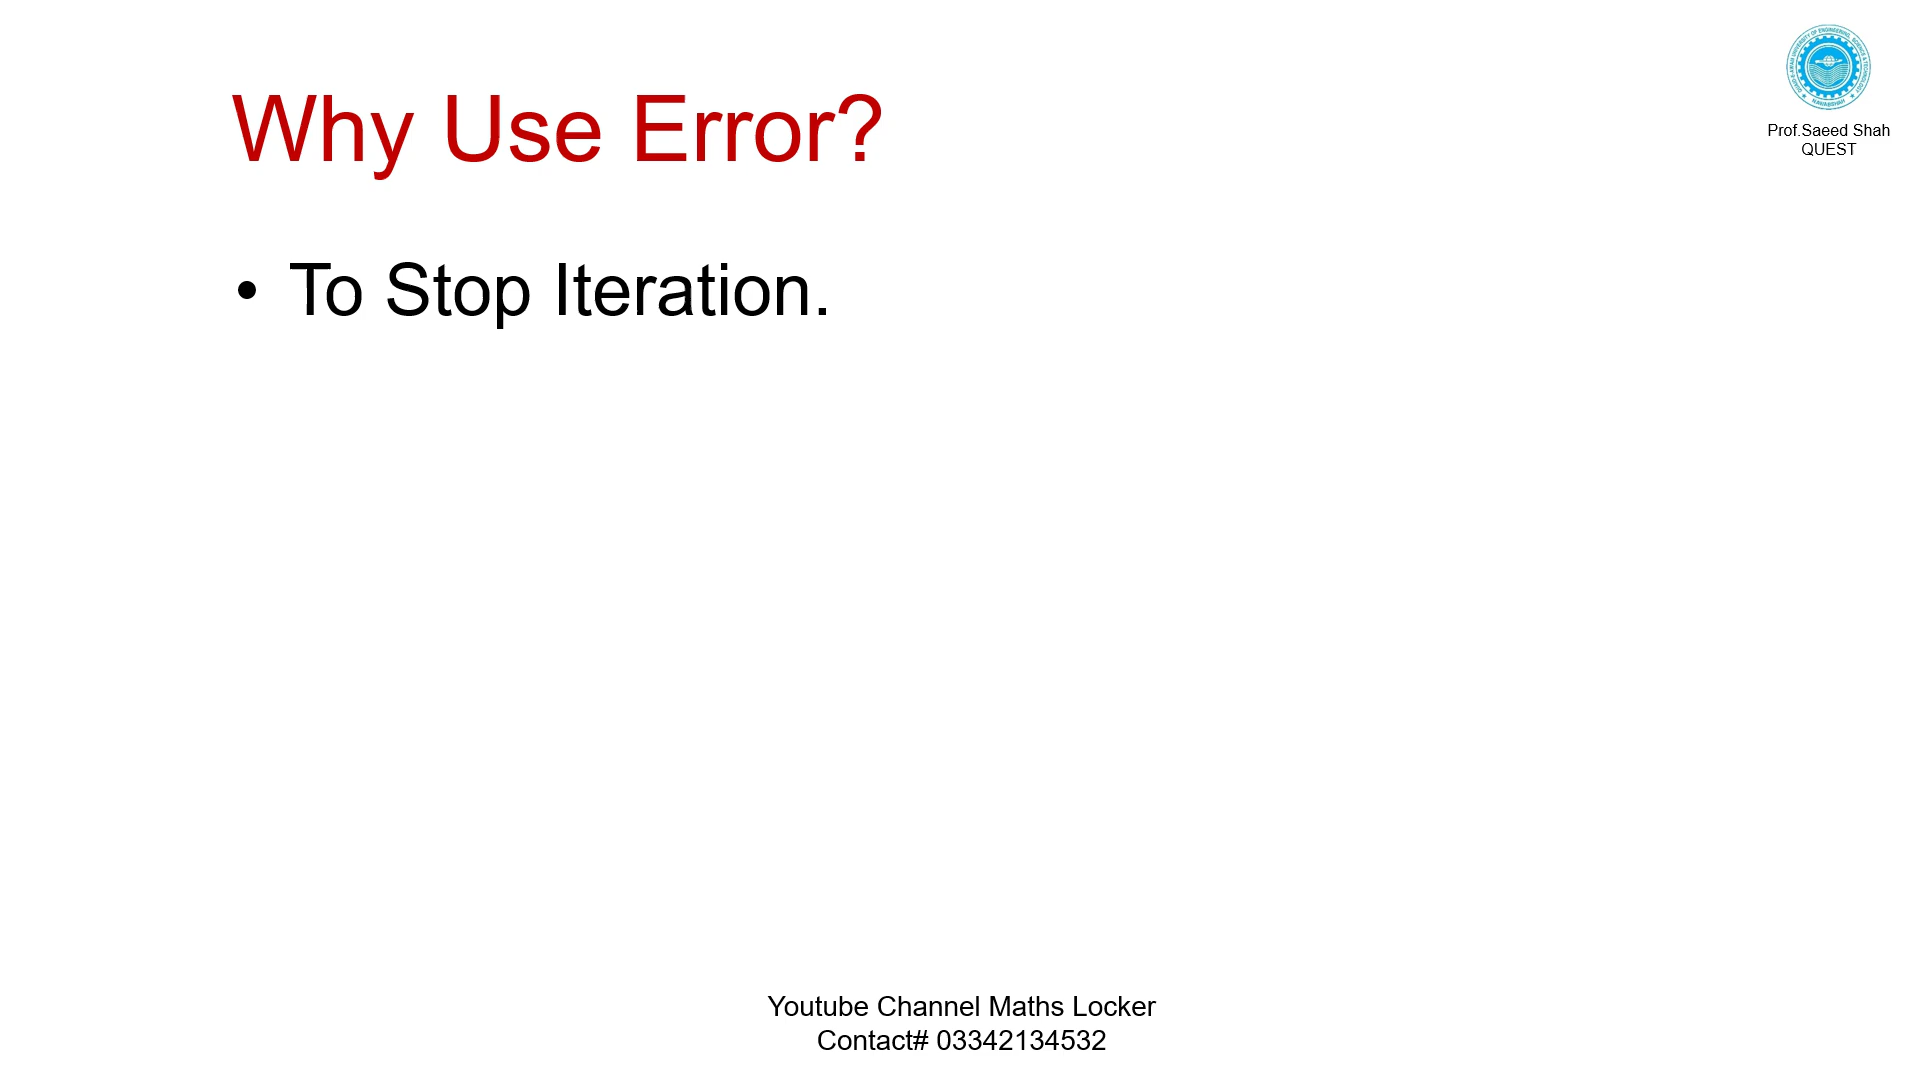 Why Use Error?
Prof.Saeed Shah
QUEST
• To Stop Iteration.
Youtube Channel Maths Locker
Contact# 03342134532